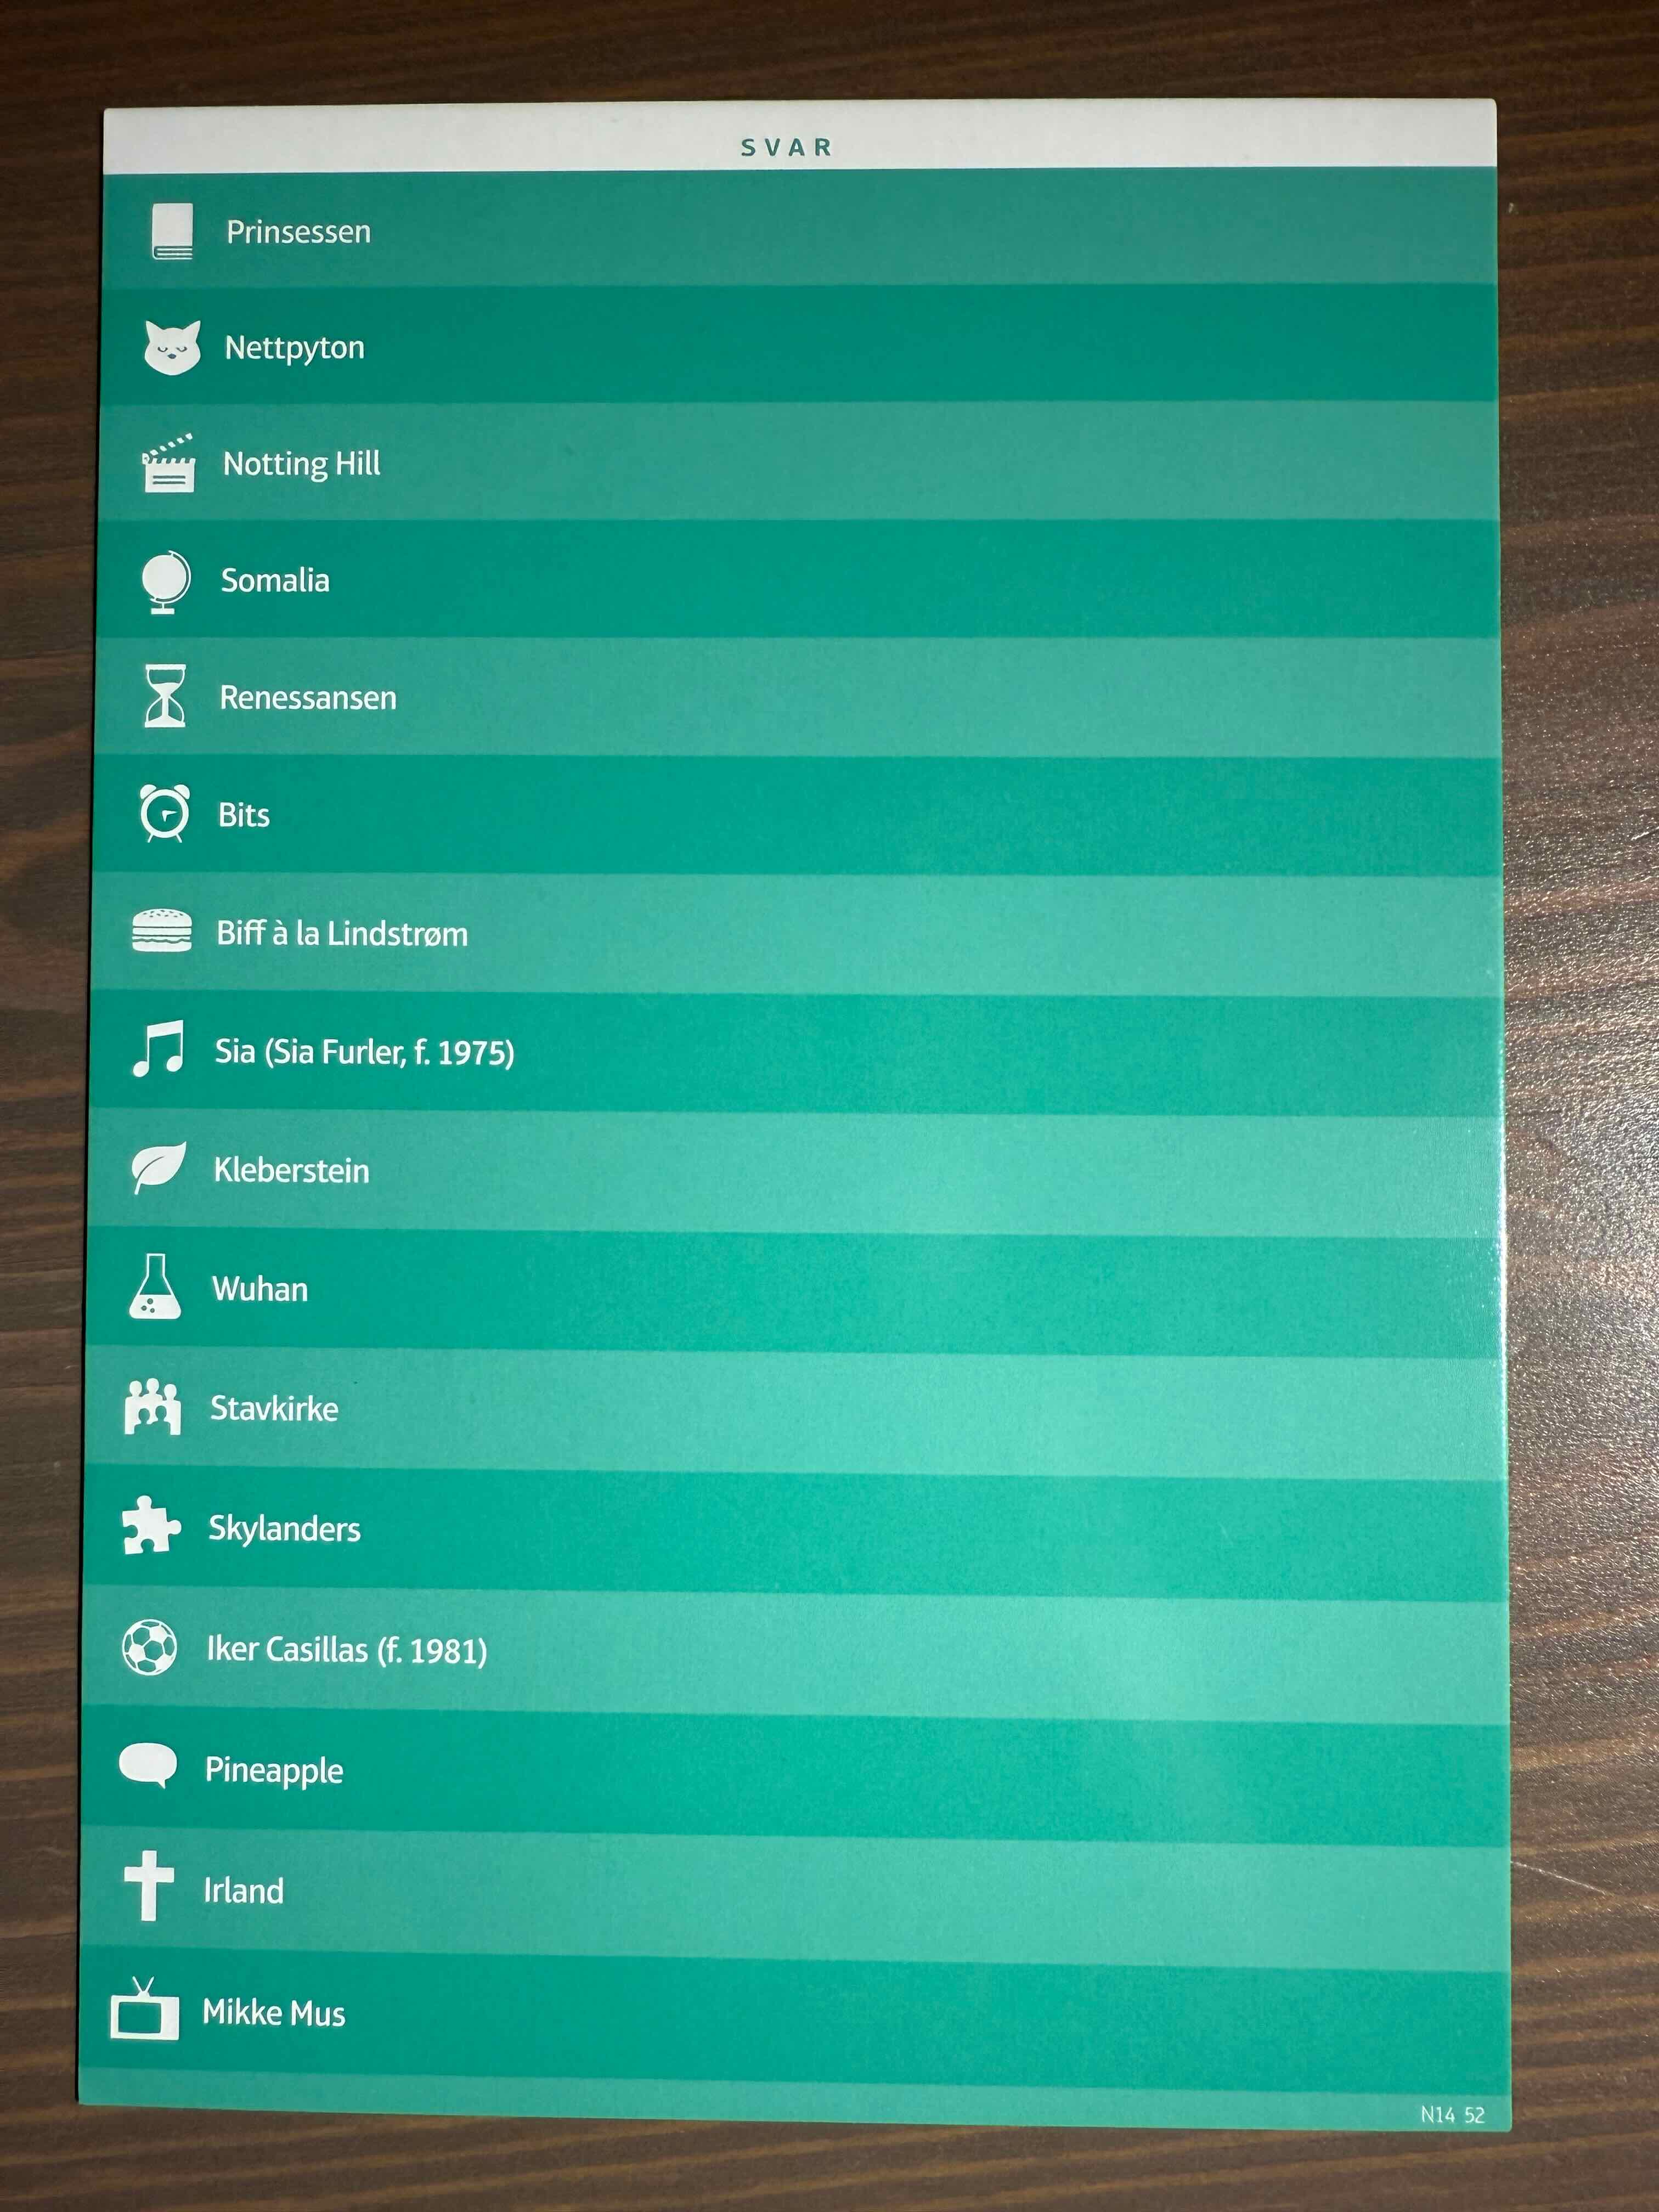 SVAR
Prinsessen
Nettpyton
Notting Hill
Somalia
Renessansen
Bits
Biff à la Lindstrøm
Sia (Sia Furler, f. 1975)
Kleberstein
Wuhan
Stavkirke
Skylanders
Iker Casillas (f. 1981)
Pineapple
Irland
Mikke Mus
N14 52